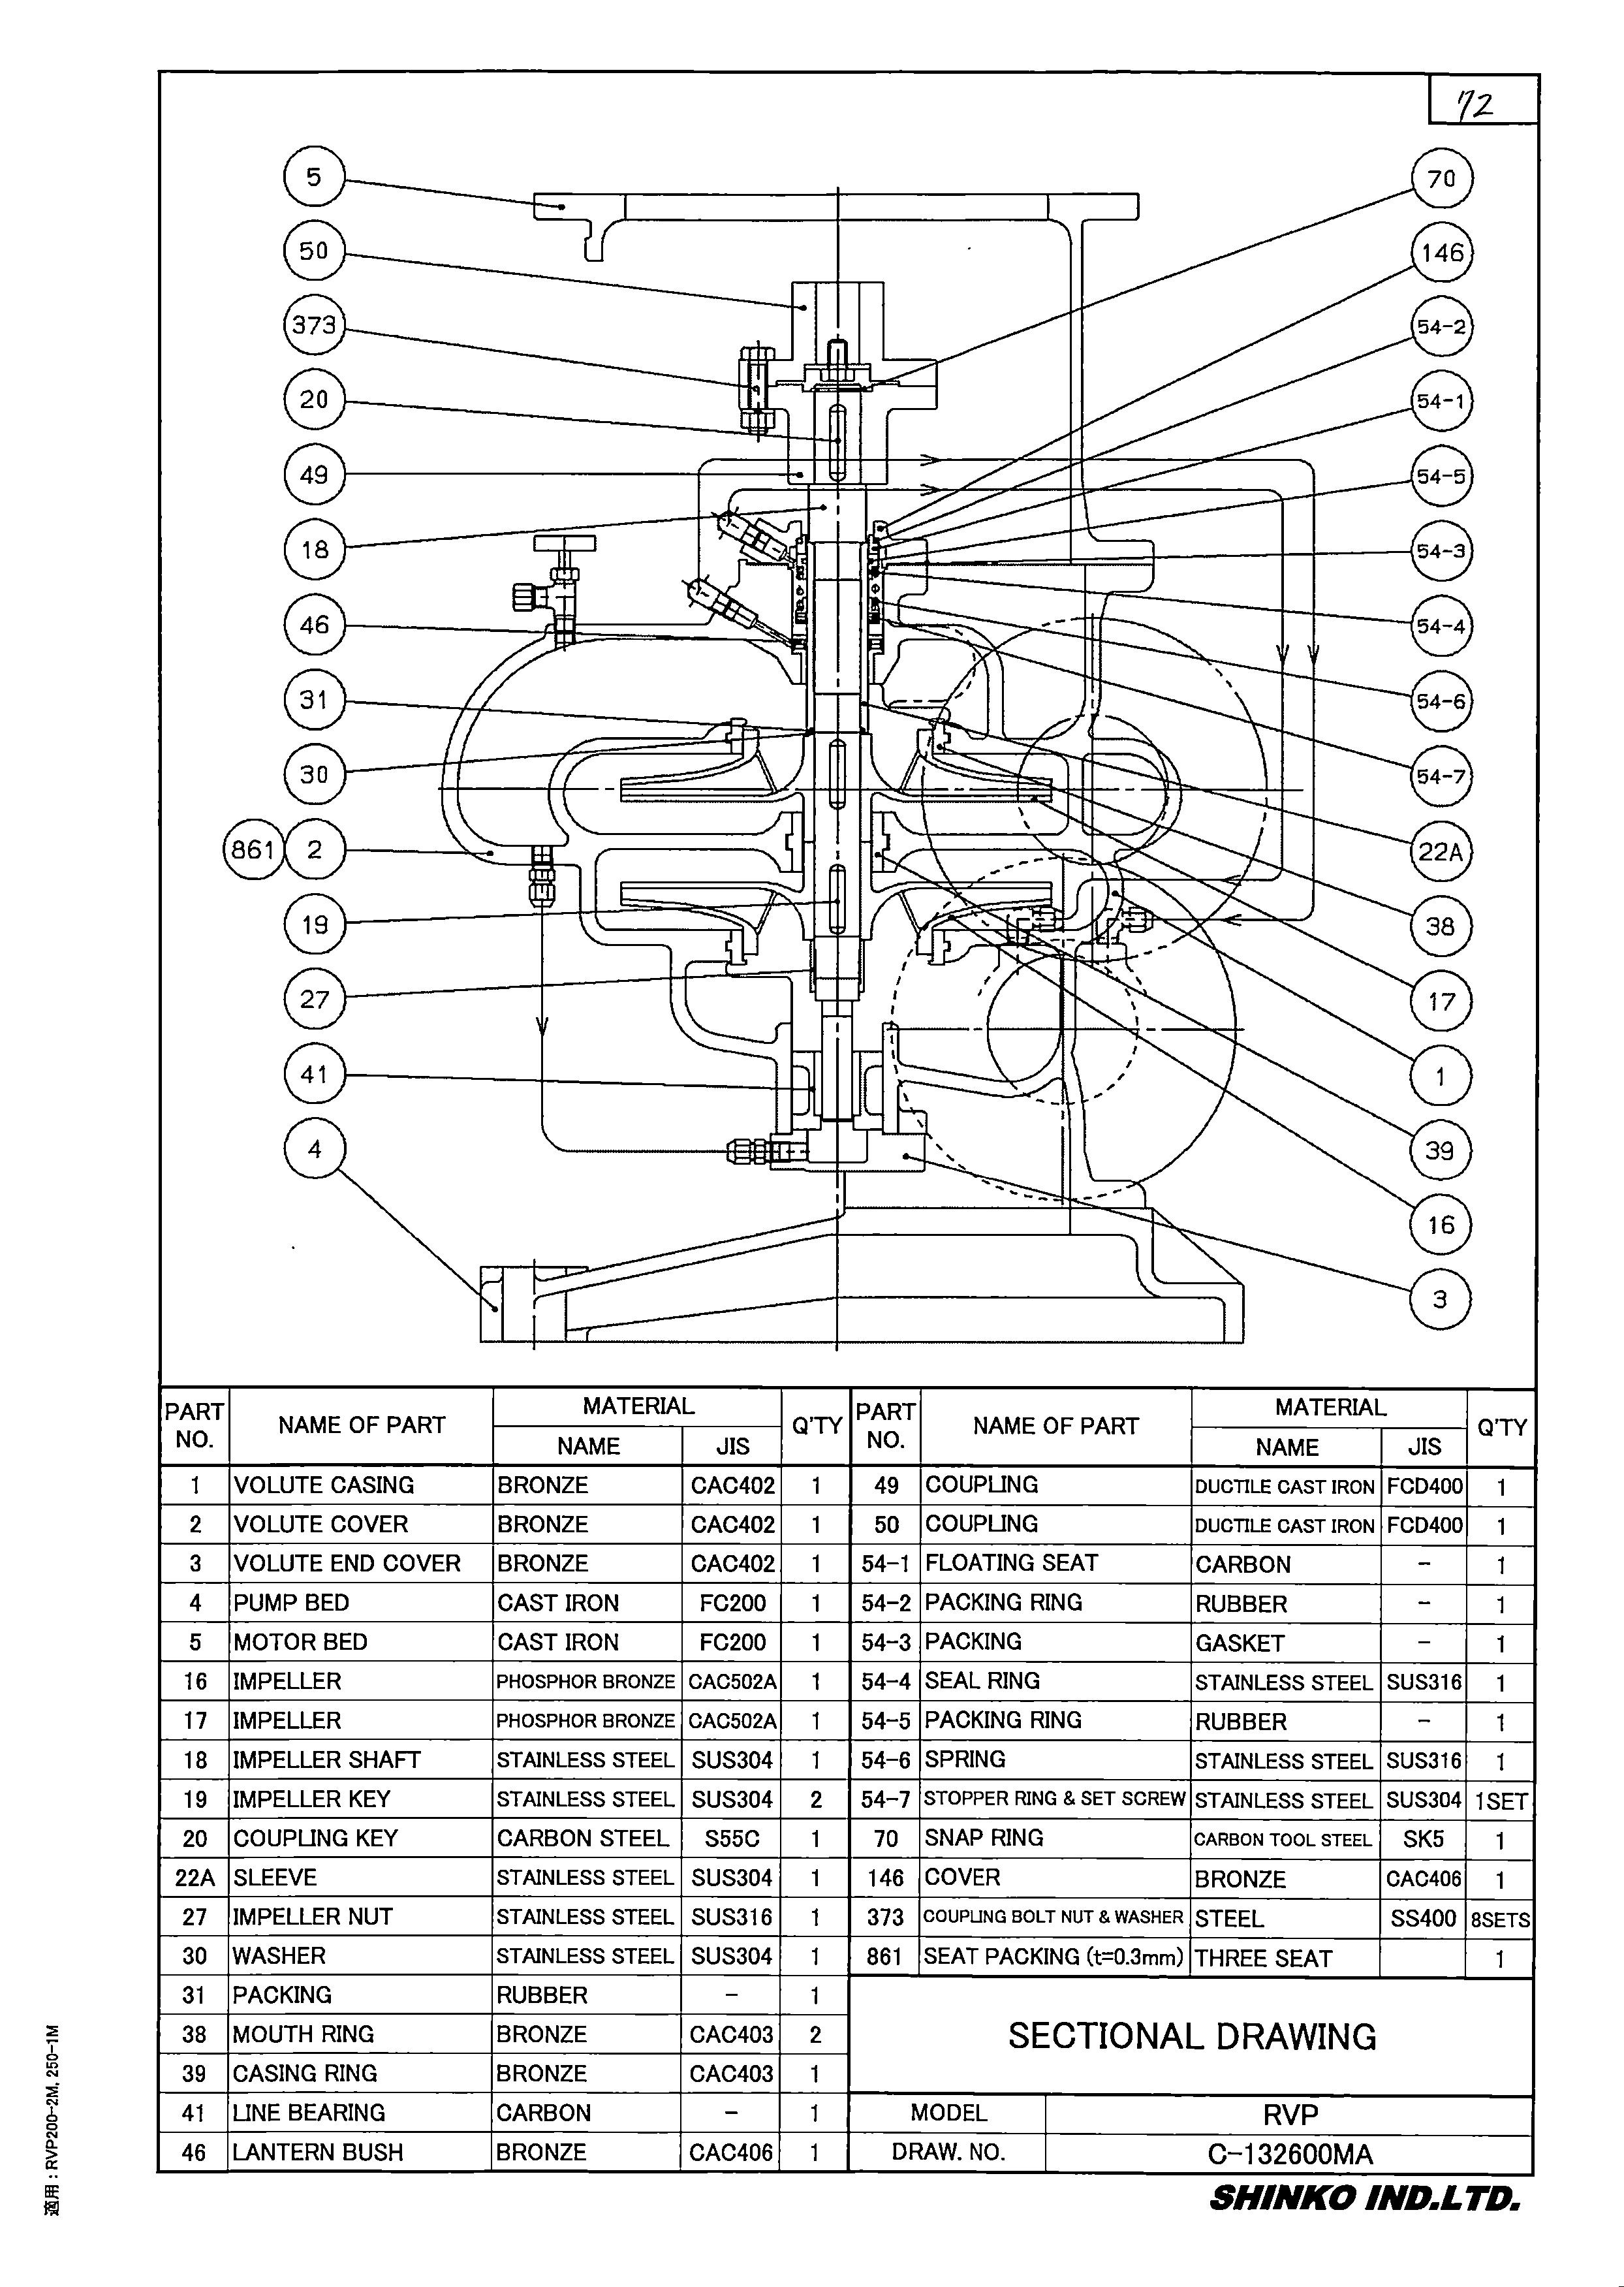 72
5
50
373
20
49
18
46
31
30
861 2
19
27
41
4
70
146
54-2
54-1
54-5
54-3
54-4
54-6
54-7
22A
38
17
1
39
16
3
PART NO. NAME OF PART MATERIAL NAME JIS Q'TY
1 VOLUTE CASING BRONZE CAC402 1
2 VOLUTE COVER BRONZE CAC402 1
3 VOLUTE END COVER BRONZE CAC402 1
4 PUMP BED CAST IRON FC200 1
5 MOTOR BED CAST IRON FC200 1
16 IMPELLER PHOSPHOR BRONZE CAC502A 1
17 IMPELLER PHOSPHOR BRONZE CAC502A 1
18 IMPELLER SHAFT STAINLESS STEEL SUS304 1
19 IMPELLER KEY STAINLESS STEEL SUS304 2
20 COUPLING KEY CARBON STEEL S55C 1
22A SLEEVE STAINLESS STEEL SUS304 1
27 IMPELLER NUT STAINLESS STEEL SUS316 1
30 WASHER STAINLESS STEEL SUS304 1
31 PACKING RUBBER - 1
38 MOUTH RING BRONZE CAC403 2
39 CASING RING BRONZE CAC403 1
41 LINE BEARING CARBON - 1
46 LANTERN BUSH BRONZE CAC406 1
PART NO. NAME OF PART MATERIAL NAME JIS Q'TY
49 COUPLING DUCTILE CAST IRON FCD400 1
50 COUPLING DUCTILE CAST IRON FCD400 1
54-1 FLOATING SEAT CARBON - 1
54-2 PACKING RING RUBBER - 1
54-3 PACKING GASKET - 1
54-4 SEAL RING STAINLESS STEEL SUS316 1
54-5 PACKING RING RUBBER - 1
54-6 SPRING STAINLESS STEEL SUS316 1
54-7 STOPPER RING & SET SCREW STAINLESS STEEL SUS304 1SET
70 SNAP RING CARBON TOOL STEEL SK5 1
146 COVER BRONZE CAC406 1
373 COUPLING BOLT NUT & WASHER STEEL SS400 8SETS
861 SEAT PACKING (t=0.3mm) THREE SEAT 1
SECTIONAL DRAWING
MODEL RVP
DRAW. NO. C-132600MA
SHINKO IND.LTD.
適用：RVP200-2M, 250-1M